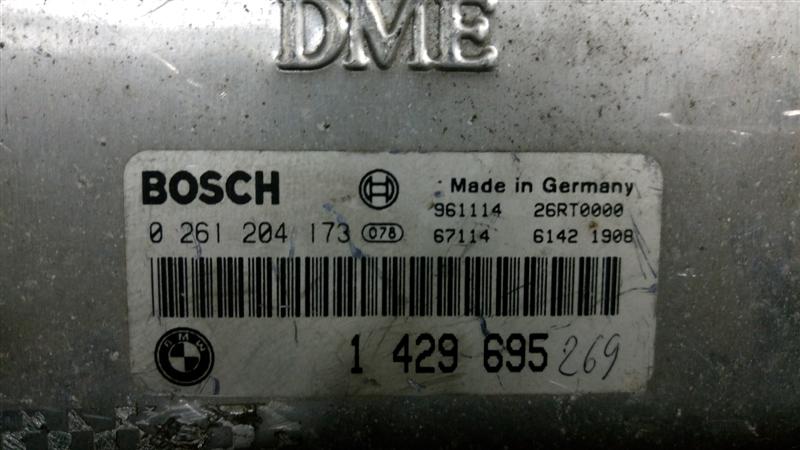 DME
BOSCH Made in Germany
961114 26RT0000
0 261 204 173 078 67114 6142 1908
BMW
1 429 695 269